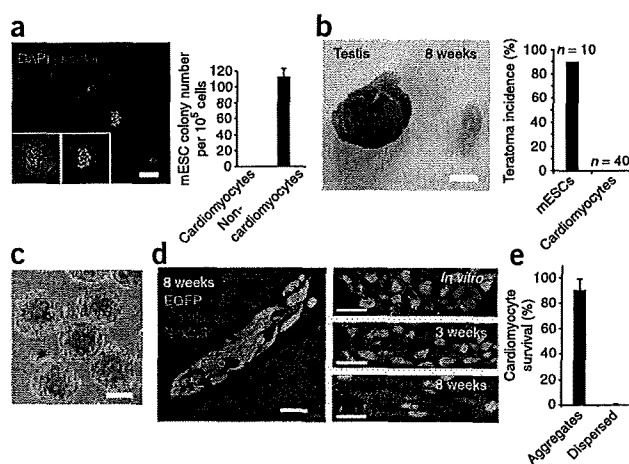 a
DAPI
mESC colony number
per 10⁵ cells
120
100
80
60
40
20
0
Cardiomyocytes
Non-
cardiomyocytes
b
Testis
8 weeks
Teratoma incidence (%)
100
80
60
40
20
0
n = 10
n = 40
mESCs
Cardiomyocytes
c
d
8 weeks
EGFP
In vitro
3 weeks
8 weeks
e
Cardiomyocyte
survival (%)
100
80
60
40
20
0
Aggregates
Dispersed